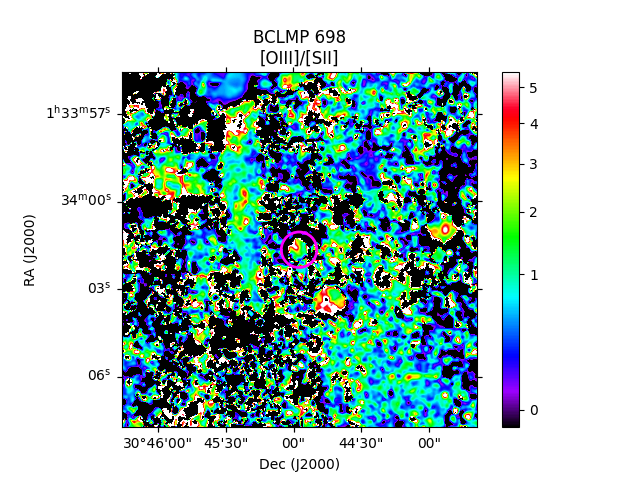 BCLMP 698
[OIII]/[SII]
1ʰ33ᵐ57ˢ
34ᵐ00ˢ
03ˢ
06ˢ
RA (J2000)
30°46'00" 45'30" 00" 44'30" 00"
Dec (J2000)
5
4
3
2
1
0